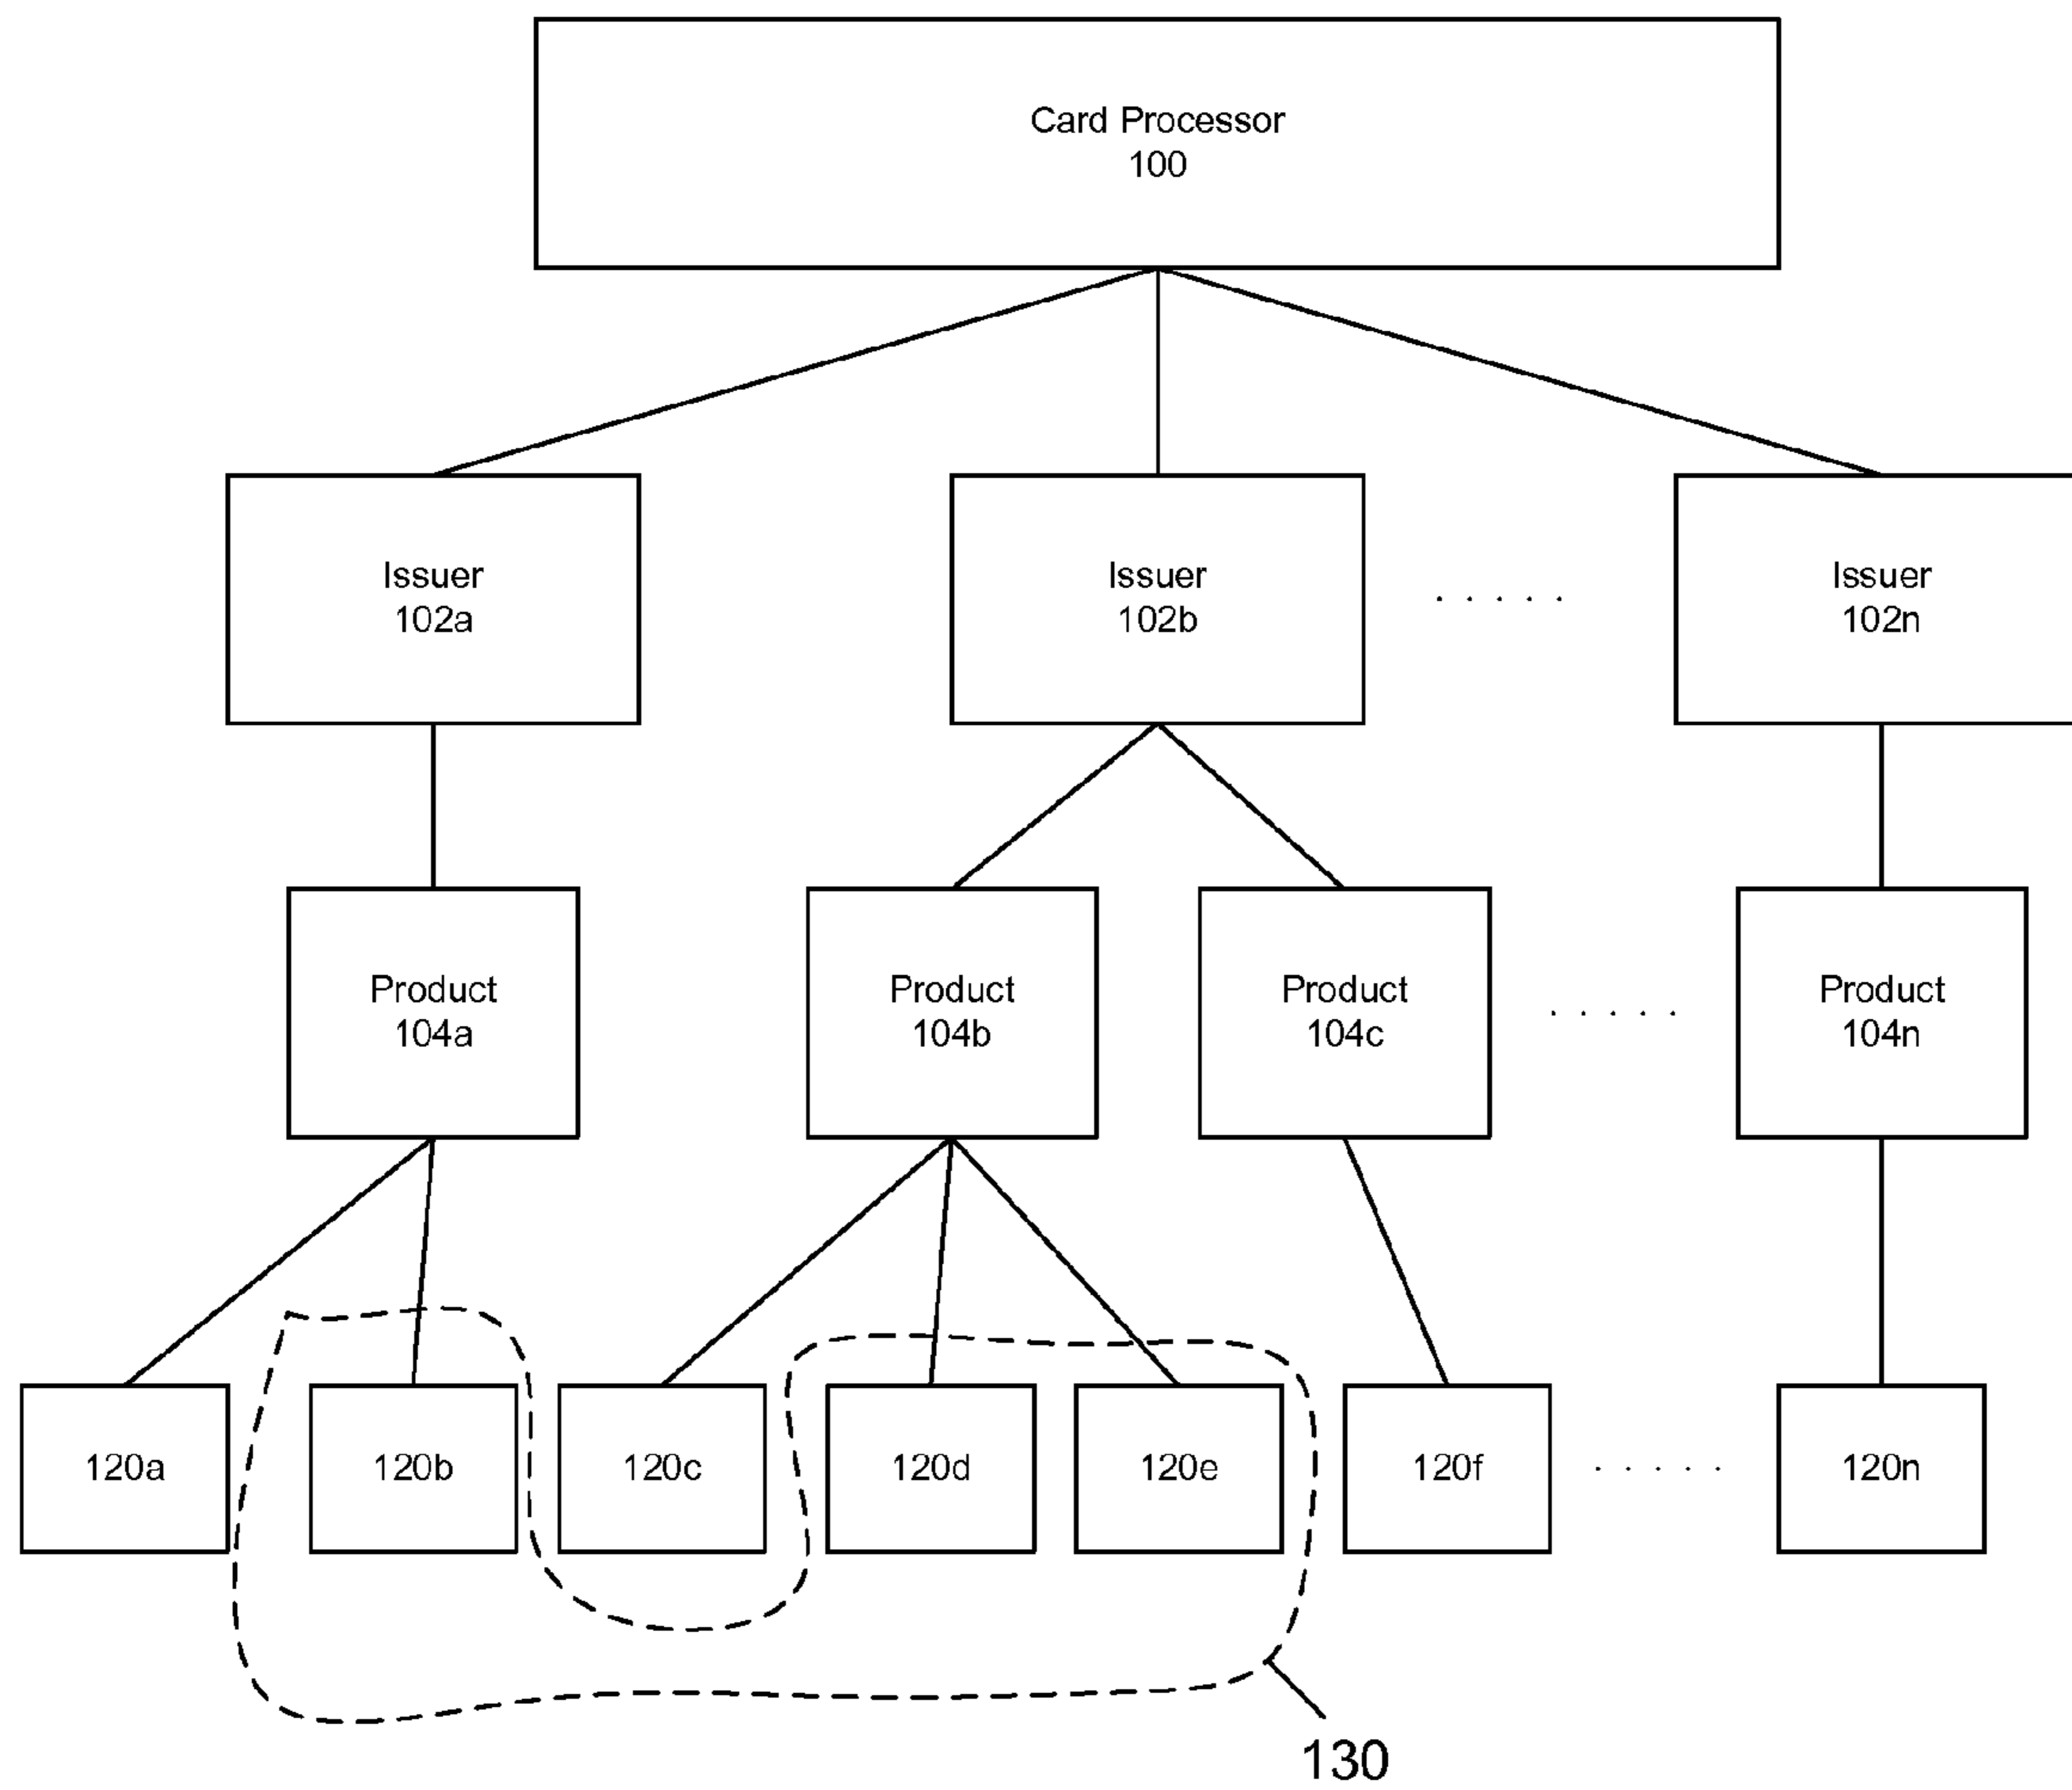 Card Processor
100
Issuer
102a
Issuer
102b
. . . . .
Issuer
102n
Product
104a
Product
104b
Product
104c
. . . . .
Product
104n
120a
120b
120c
120d
120e
120f
. . . . .
120n
130